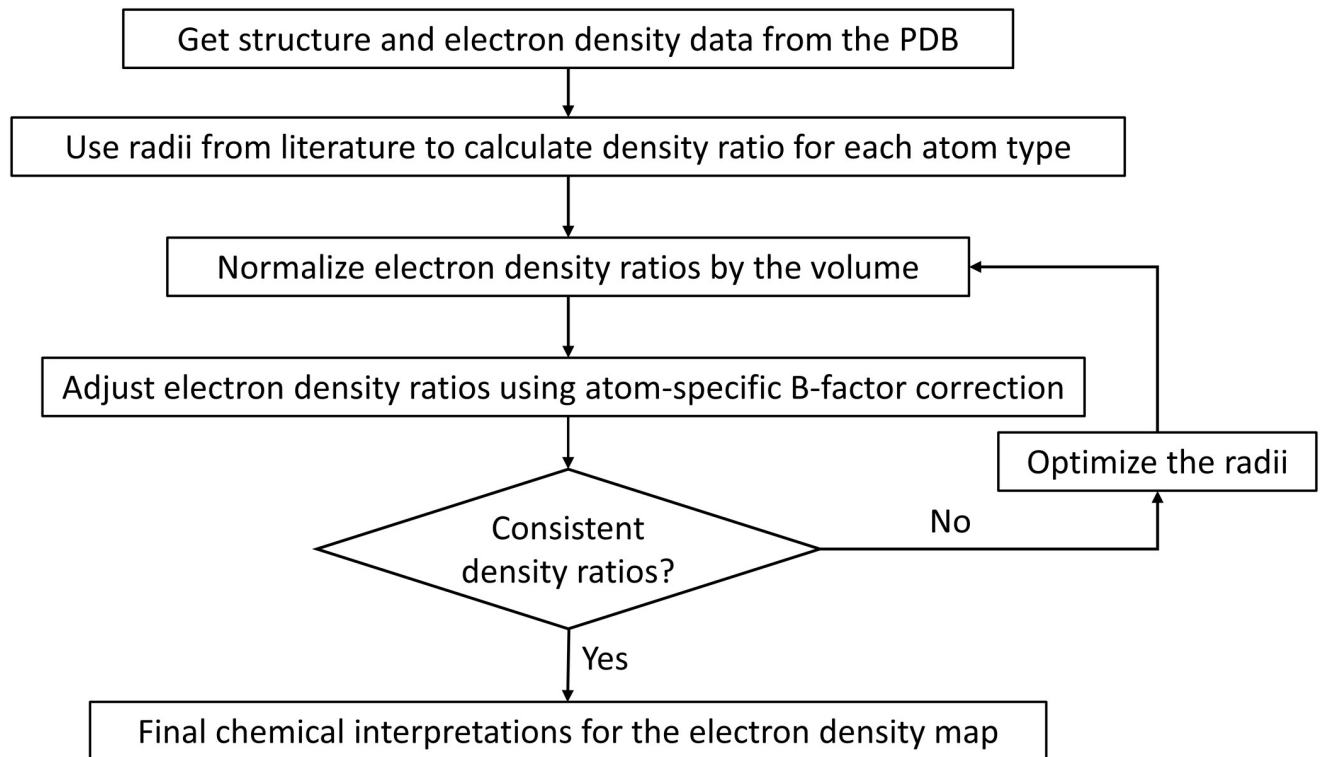 Get structure and electron density data from the PDB
Use radii from literature to calculate density ratio for each atom type
Normalize electron density ratios by the volume
Adjust electron density ratios using atom-specific B-factor correction
Optimize the radii
Consistent
density ratios?
No
Yes
Final chemical interpretations for the electron density map